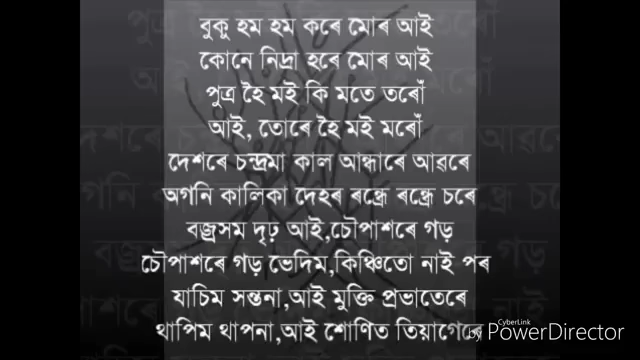 বুকু হম হম কৰে মোৰ আই
কোনে নিদ্ৰা হৰে মোৰ আই
পুত্ৰ হৈ মই কি মতে তৰোঁ
আই, তোৰে হৈ মই মৰোঁ
দেশৰে চন্দ্ৰমা কাল আন্ধাৰে আৱৰে
অগনি কালিকা দেহৰ ৰন্ধ্ৰে ৰন্ধ্ৰে চৰে
বজ্ৰসম দৃঢ় আই,চৌপাশৰে গড়
চৌপাশৰে গড় ভেদিম,কিঞ্চিতো নাই পৰ
যাচিম সন্তনা,আই মুক্তি প্ৰভাতেৰে
থাপিম থাপনা,আই শোণিত তিয়াগেৰে
CyberLink
PowerDirector